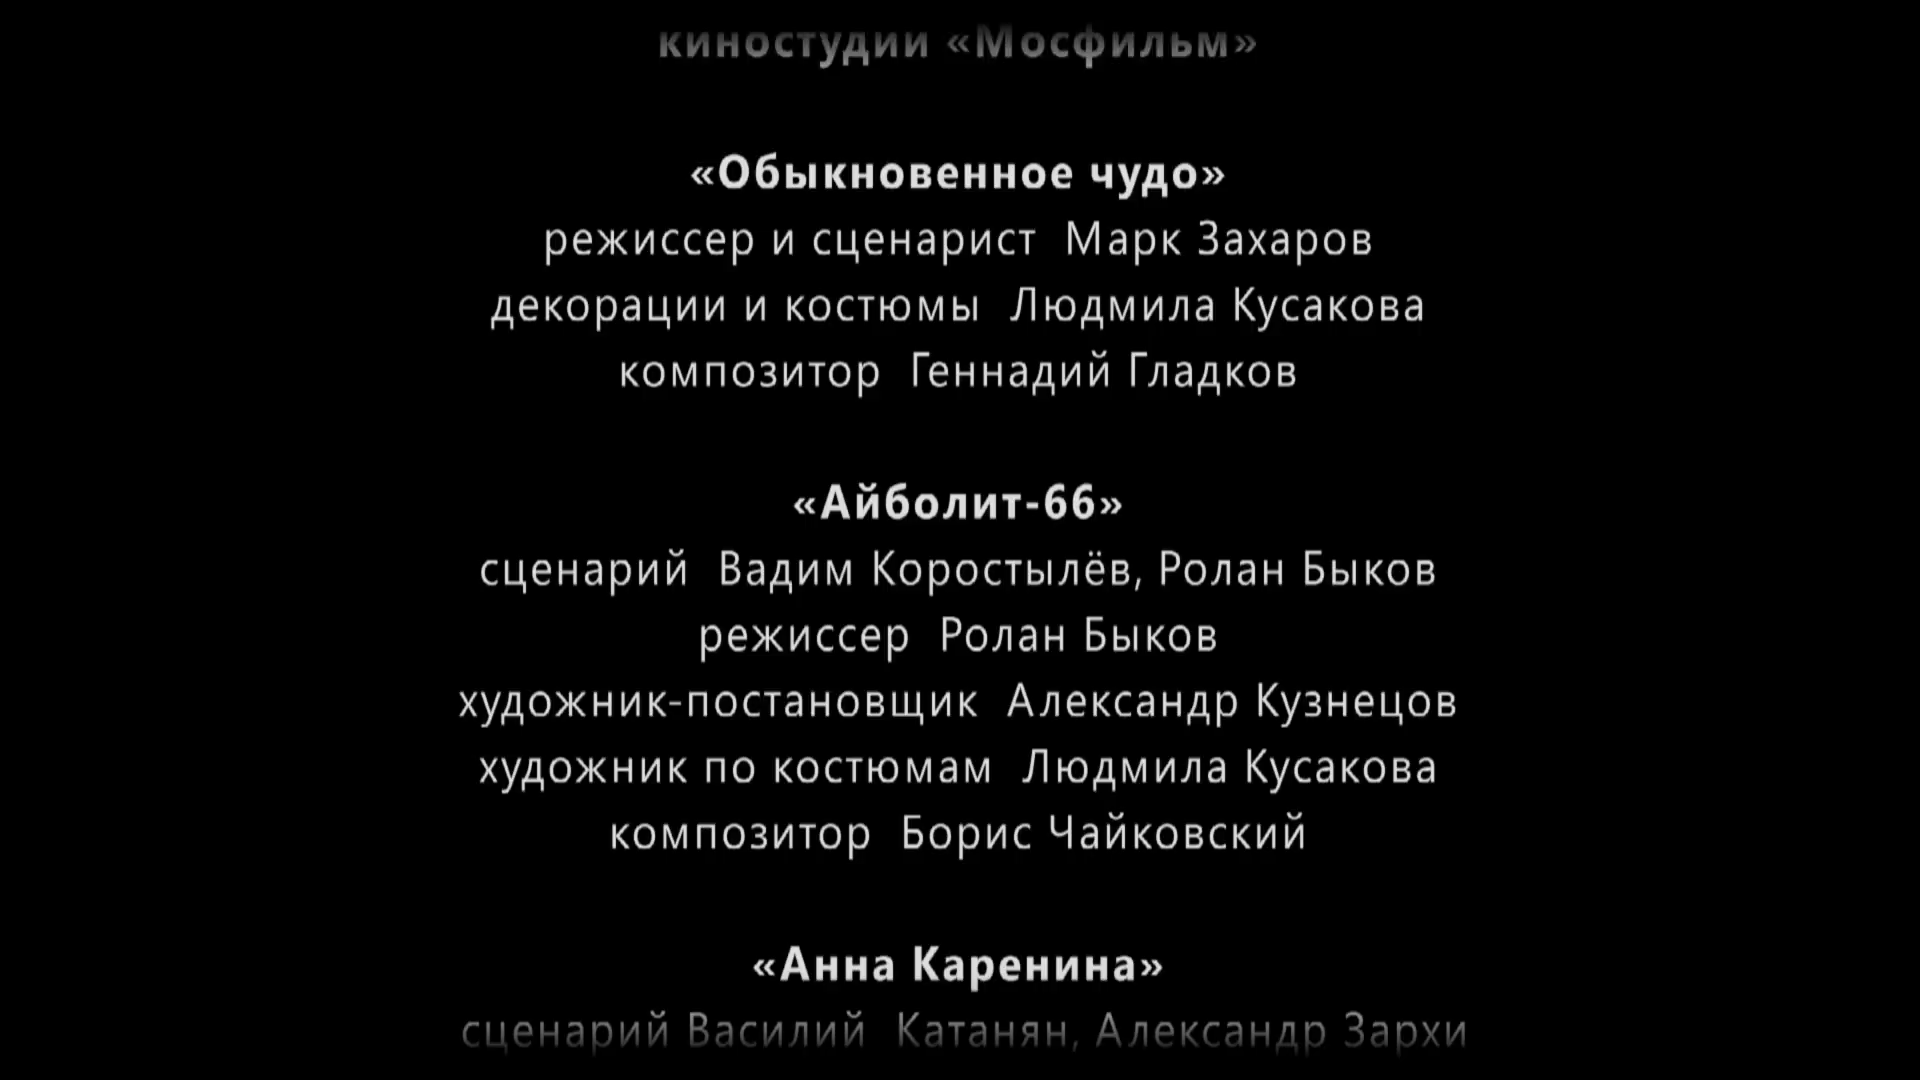 киностудии «Мосфильм»
«Обыкновенное чудо»
режиссер и сценарист Марк Захаров
декорации и костюмы Людмила Кусакова
композитор Геннадий Гладков
«Айболит-66»
сценарий Вадим Коростылёв, Ролан Быков
режиссер Ролан Быков
художник-постановщик Александр Кузнецов
художник по костюмам Людмила Кусакова
композитор Борис Чайковский
«Анна Каренина»
сценарий Василий Катанян, Александр Зархи